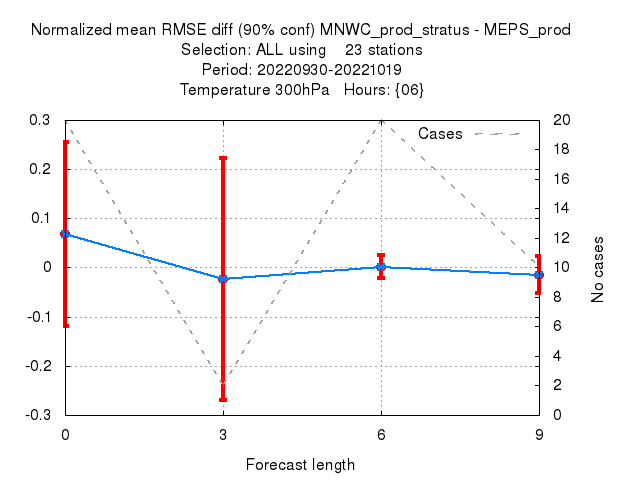 Normalized mean RMSE diff (90% conf) MNWC_prod_stratus - MEPS_prod
Selection: ALL using    23 stations
Period: 20220930-20221019
Temperature 300hPa   Hours: {06}
Cases
0.3
0.2
0.1
0
-0.1
-0.2
-0.3
20
18
16
14
12
10
8
6
4
2
0
No cases
0 3 6 9
Forecast length